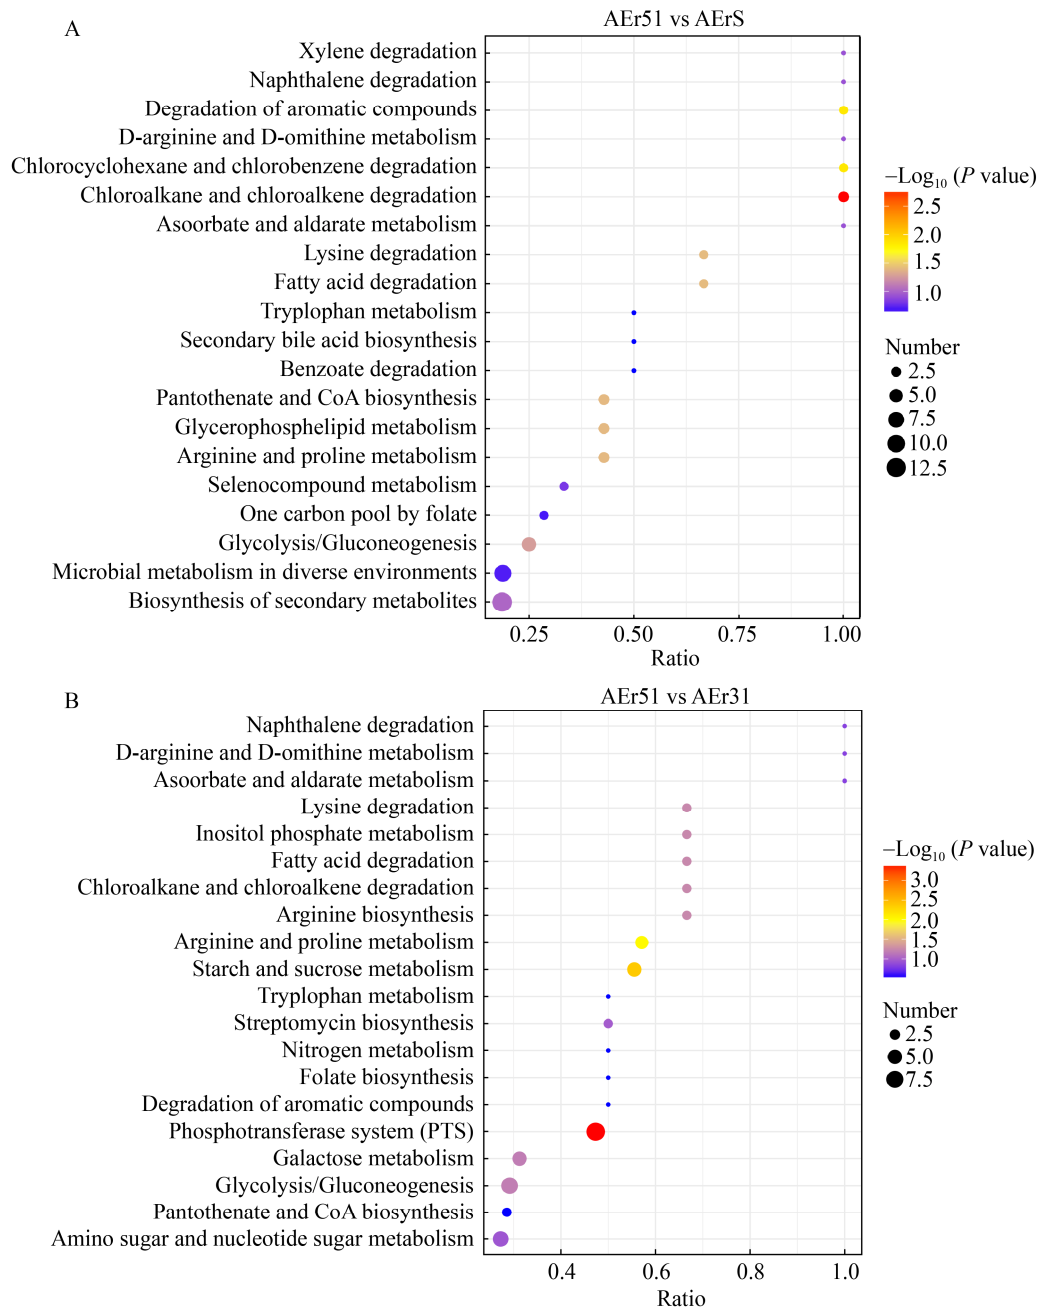 A
AEr51 vs AErS
Xylene degradation
Naphthalene degradation
Degradation of aromatic compounds
D-arginine and D-omithine metabolism
Chlorocyclohexane and chlorobenzene degradation
Chloroalkane and chloroalkene degradation
Asoorbate and aldarate metabolism
Lysine degradation
Fatty acid degradation
Tryplophan metabolism
Secondary bile acid biosynthesis
Benzoate degradation
Pantothenate and CoA biosynthesis
Glycerophosphelipid metabolism
Arginine and proline metabolism
Selenocompound metabolism
One carbon pool by folate
Glycolysis/Gluconeogenesis
Microbial metabolism in diverse environments
Biosynthesis of secondary metabolites
0.25 0.50 0.75 1.00
Ratio
−Log₁₀ (P value)
2.5
2.0
1.5
1.0
Number
2.5
5.0
7.5
10.0
12.5
B
AEr51 vs AEr31
Naphthalene degradation
D-arginine and D-omithine metabolism
Asoorbate and aldarate metabolism
Lysine degradation
Inositol phosphate metabolism
Fatty acid degradation
Chloroalkane and chloroalkene degradation
Arginine biosynthesis
Arginine and proline metabolism
Starch and sucrose metabolism
Tryplophan metabolism
Streptomycin biosynthesis
Nitrogen metabolism
Folate biosynthesis
Degradation of aromatic compounds
Phosphotransferase system (PTS)
Galactose metabolism
Glycolysis/Gluconeogenesis
Pantothenate and CoA biosynthesis
Amino sugar and nucleotide sugar metabolism
0.4 0.6 0.8 1.0
Ratio
−Log₁₀ (P value)
3.0
2.5
2.0
1.5
1.0
Number
2.5
5.0
7.5